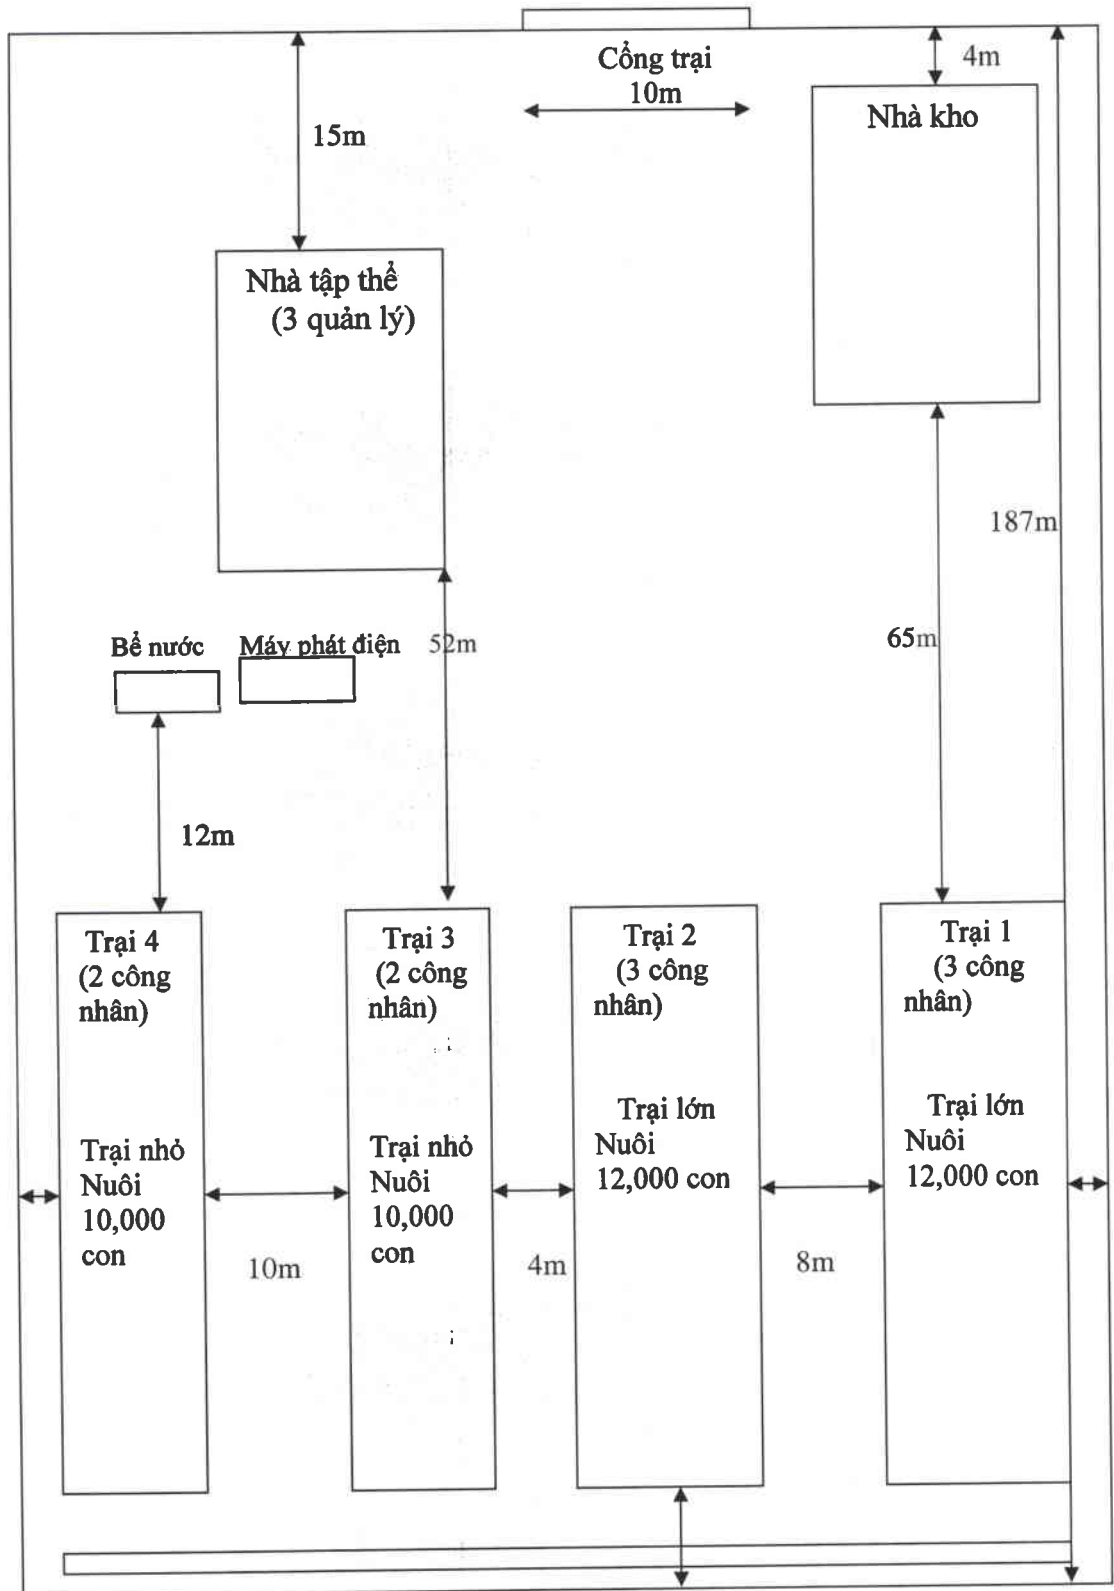 Cổng trại
10m
4m
Nhà kho
15m
Nhà tập thể
(3 quản lý)
187m
Bể nước
Máy phát điện
52m
65m
12m
Trại 4
(2 công
nhân)
Trại nhỏ
Nuôi
10,000
con
Trại 3
(2 công
nhân)
Trại nhỏ
Nuôi
10,000
con
Trại 2
(3 công
nhân)
Trại lớn
Nuôi
12,000 con
Trại 1
(3 công
nhân)
Trại lớn
Nuôi
12,000 con
10m
4m
8m